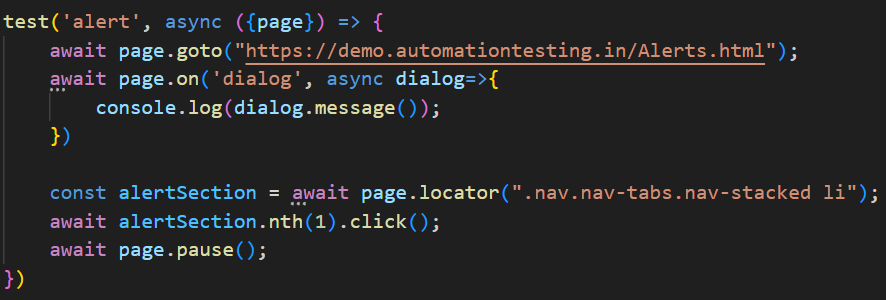 test('alert', async ({page}) => {
    await page.goto("https://demo.automationtesting.in/Alerts.html");
    await page.on('dialog', async dialog=>{
        console.log(dialog.message());
    })

    const alertSection = await page.locator(".nav.nav-tabs.nav-stacked li");
    await alertSection.nth(1).click();
    await page.pause();
})